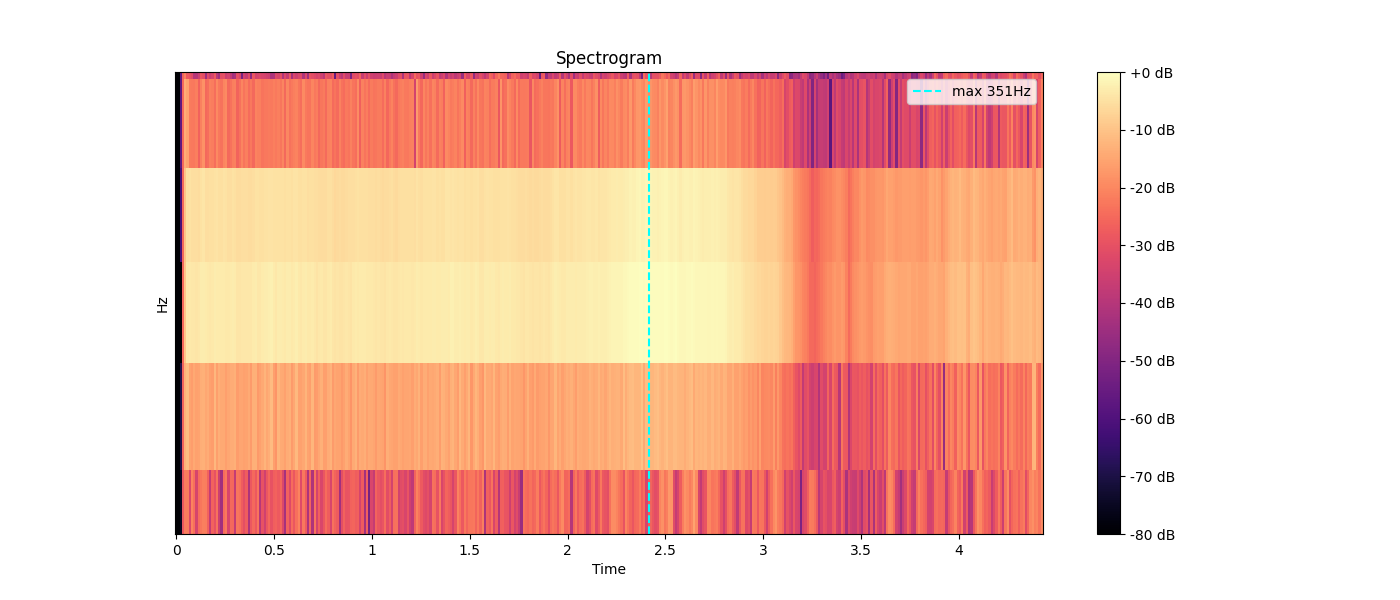 Spectrogram
max 351Hz
Hz
0 0.5 1 1.5 2 2.5 3 3.5 4
Time
+0 dB
-10 dB
-20 dB
-30 dB
-40 dB
-50 dB
-60 dB
-70 dB
-80 dB